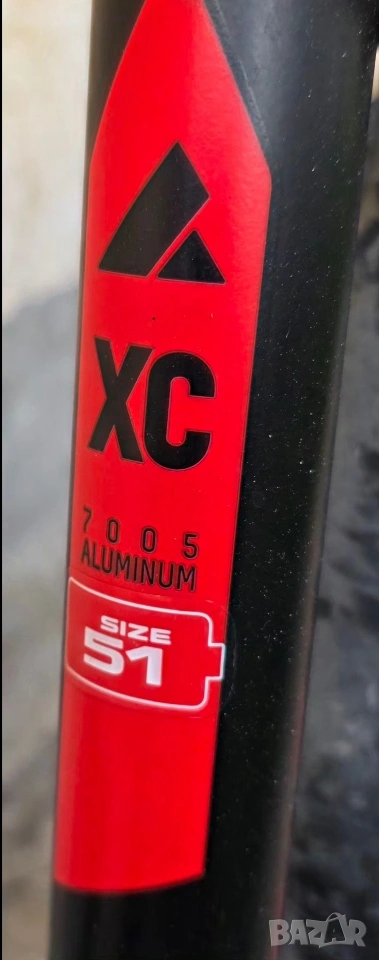 XC
7005
ALUMINUM
SIZE
51
BAZAR